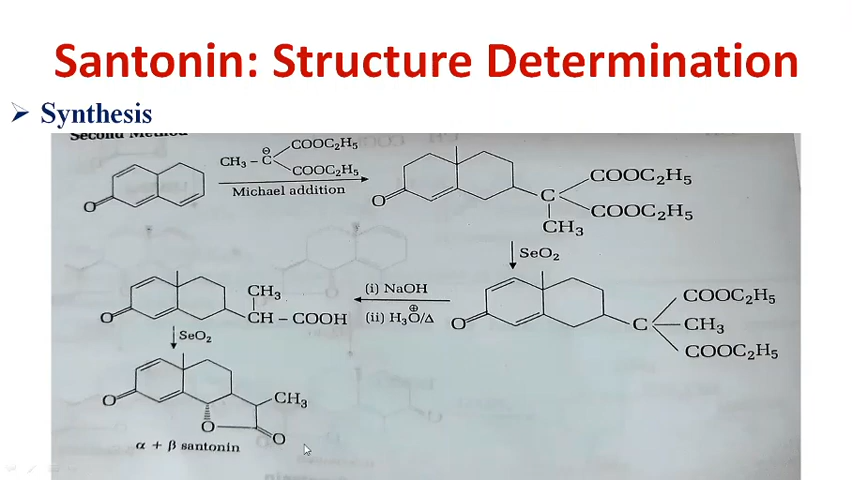 Santonin: Structure Determination
➤ Synthesis
Second Method
CH₃ – C⊖ COOC₂H₅
COOC₂H₅
Michael addition
O
O
C
COOC₂H₅
COOC₂H₅
CH₃
SeO₂
O
C
COOC₂H₅
CH₃
COOC₂H₅
(i) NaOH
(ii) H₃O⊕/Δ
O
CH₃
CH – COOH
SeO₂
O
CH₃
O
O
α + β santonin